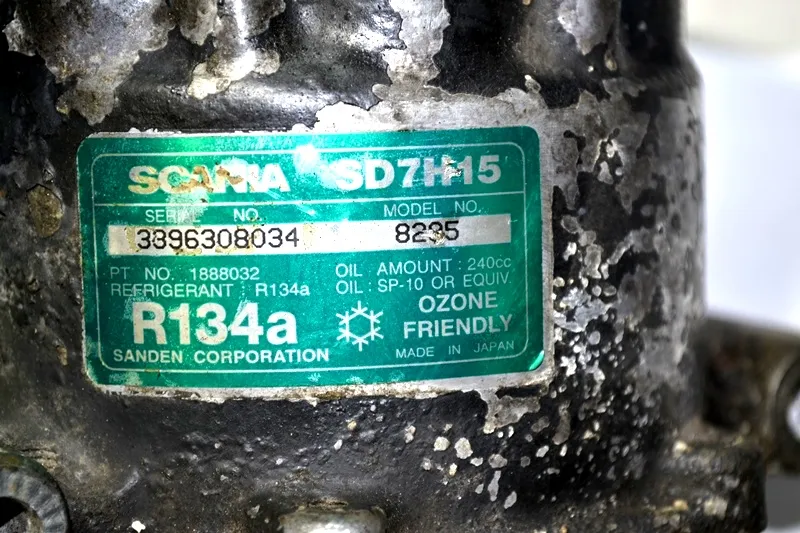 SCANIA SD7H15
SERIAL NO. MODEL NO.
3396308034 8235
PT NO. 1888032 OIL AMOUNT : 240cc
REFRIGERANT : R134a OIL : SP-10 OR EQUIV.
R134a OZONE
FRIENDLY
SANDEN CORPORATION MADE IN JAPAN